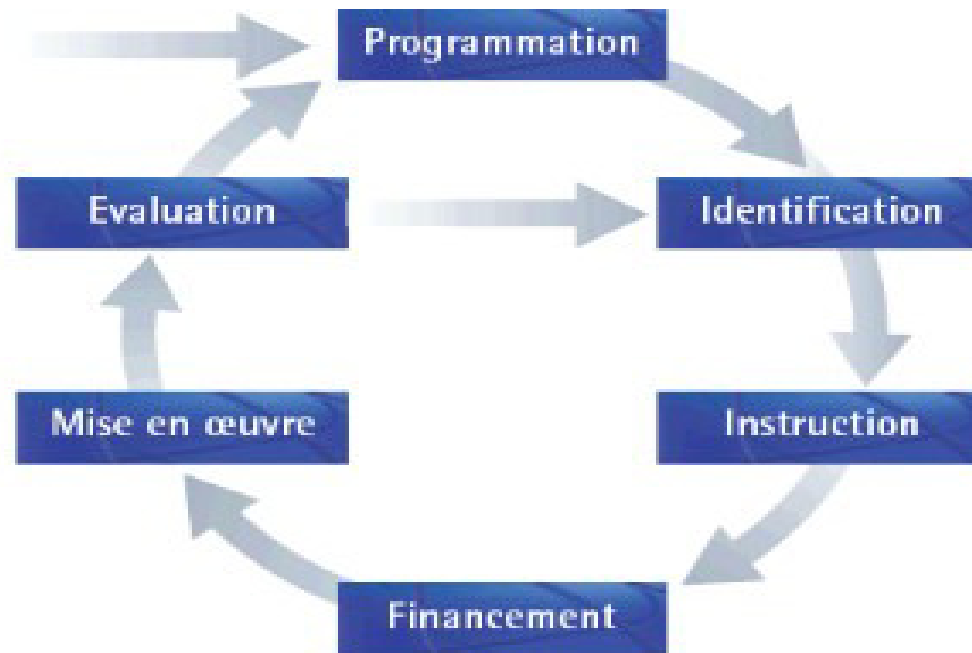 Programmation
Evaluation
Identification
Mise en œuvre
Instruction
Financement